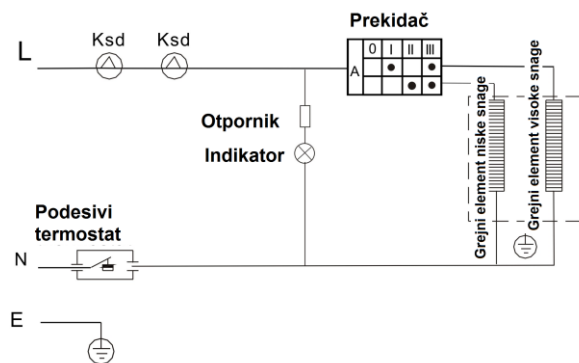 Prekidač
Ksd Ksd
L
0 I II III
A
Otpornik
Indikator
Grejni element niske snage
Grejni element visoke snage
Podesivi
termostat
N
E